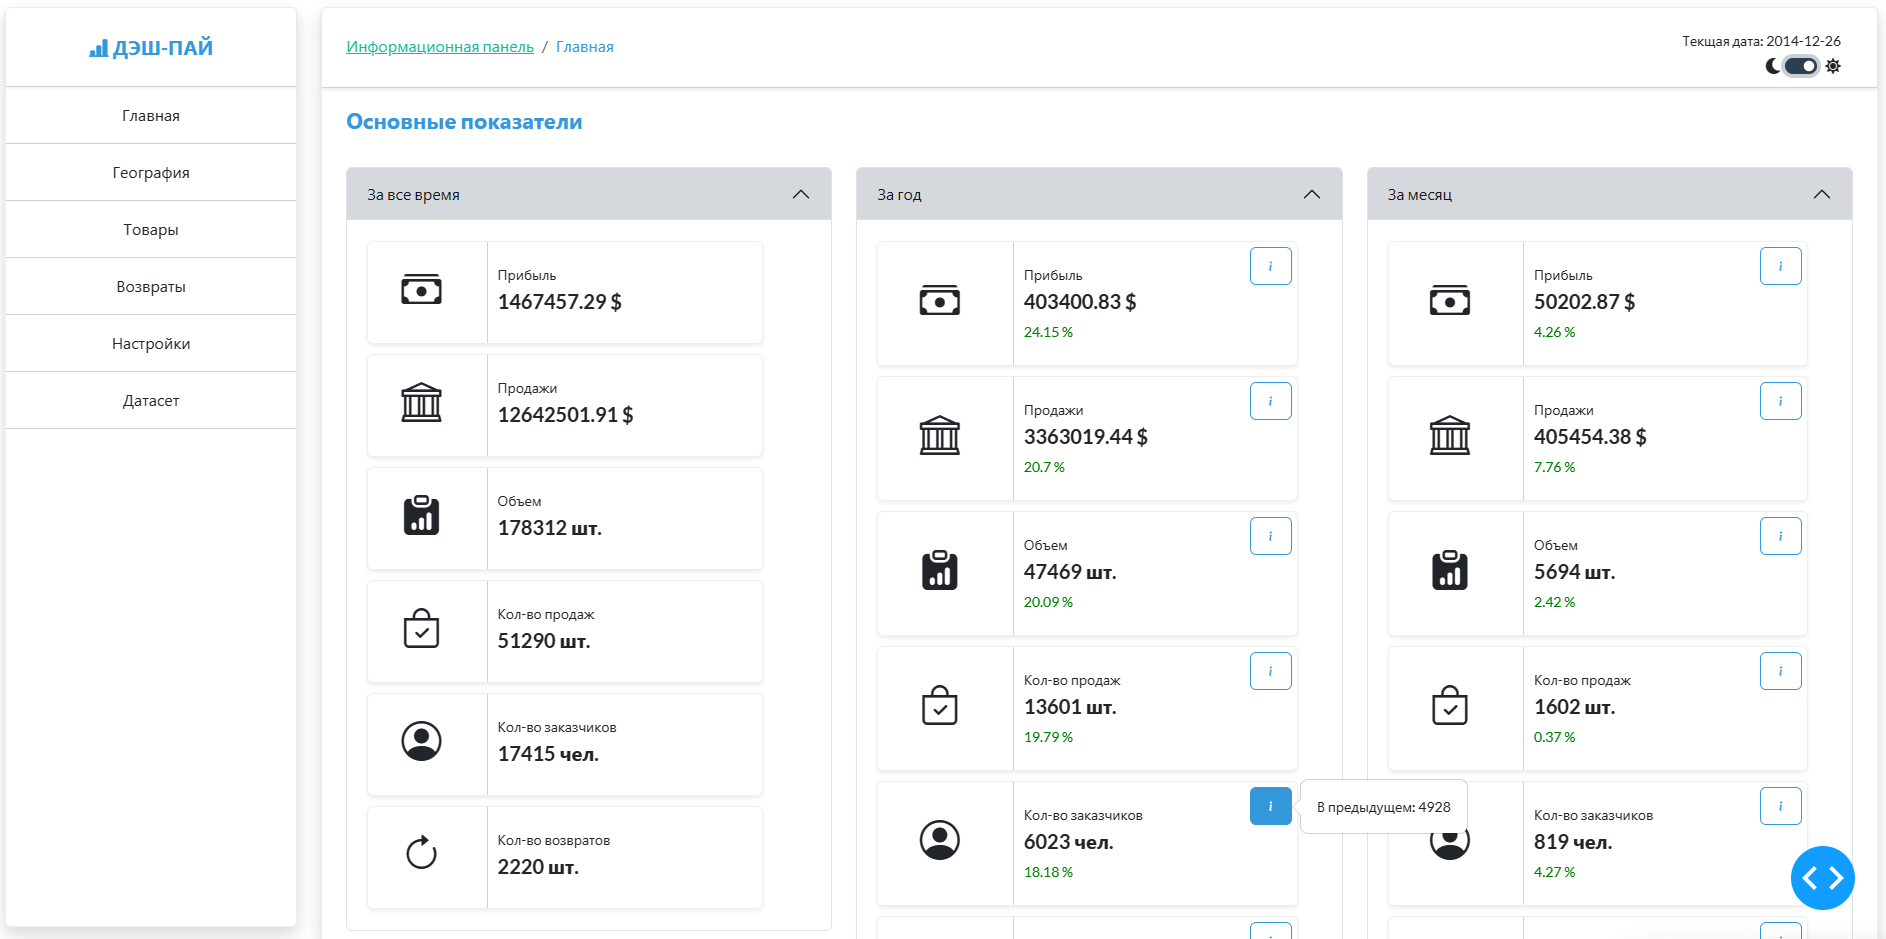 ДЭШ-ПАЙ
Главная
География
Товары
Возвраты
Настройки
Датасет
Информационная панель / Главная
Текщая дата: 2014-12-26
Основные показатели
За все время
Прибыль
1467457.29 $
Продажи
12642501.91 $
Объем
178312 шт.
Кол-во продаж
51290 шт.
Кол-во заказчиков
17415 чел.
Кол-во возвратов
2220 шт.
За год
Прибыль
i
403400.83 $
24.15 %
Продажи
i
3363019.44 $
20.7 %
Объем
i
47469 шт.
20.09 %
Кол-во продаж
i
13601 шт.
19.79 %
Кол-во заказчиков
i
6023 чел.
18.18 %
В предыдущем: 4928
За месяц
Прибыль
i
50202.87 $
4.26 %
Продажи
i
405454.38 $
7.76 %
Объем
i
5694 шт.
2.42 %
Кол-во продаж
i
1602 шт.
0.37 %
Кол-во заказчиков
i
819 чел.
4.27 %